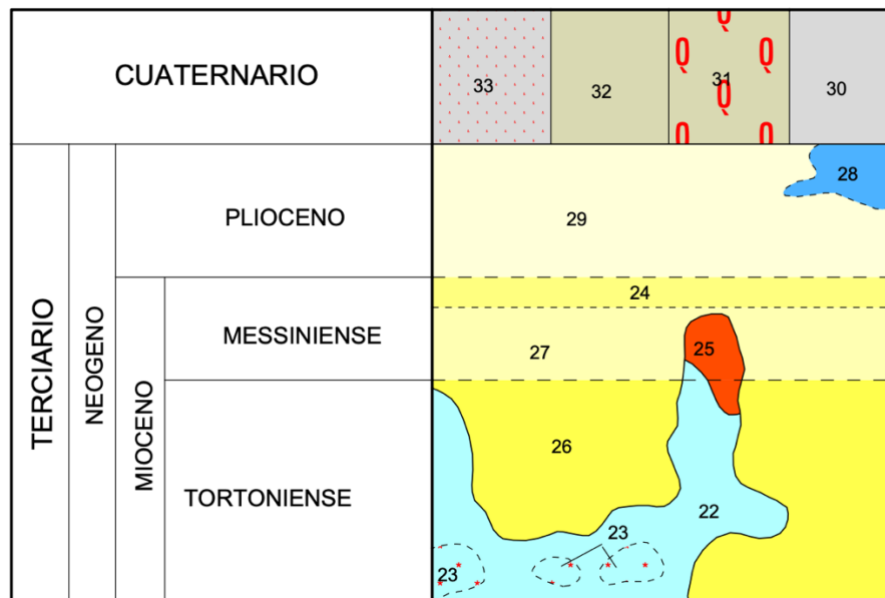 CUATERNARIO
33
32
31
30
Q
Q
Q
Q
Q
Q
TERCIARIO
NEOGENO
PLIOCENO
28
29
MIOCENO
MESSINIENSE
24
25
27
TORTONIENSE
26
22
23
23